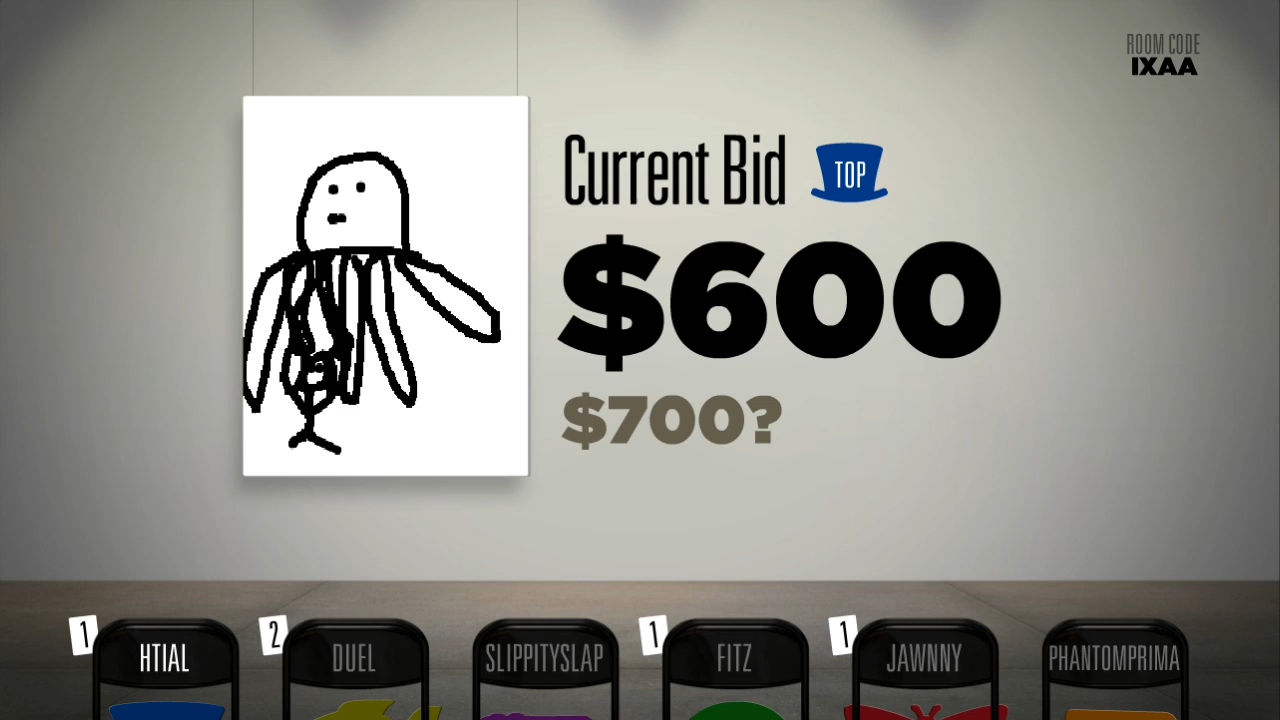 ROOM CODE
IXAA
Current Bid
TOP
$600
$700?
1 HTIAL
2 DUEL
SLIPPITYSLAP
1 FITZ
1 JAWNNY
PHANTOMPRIMA